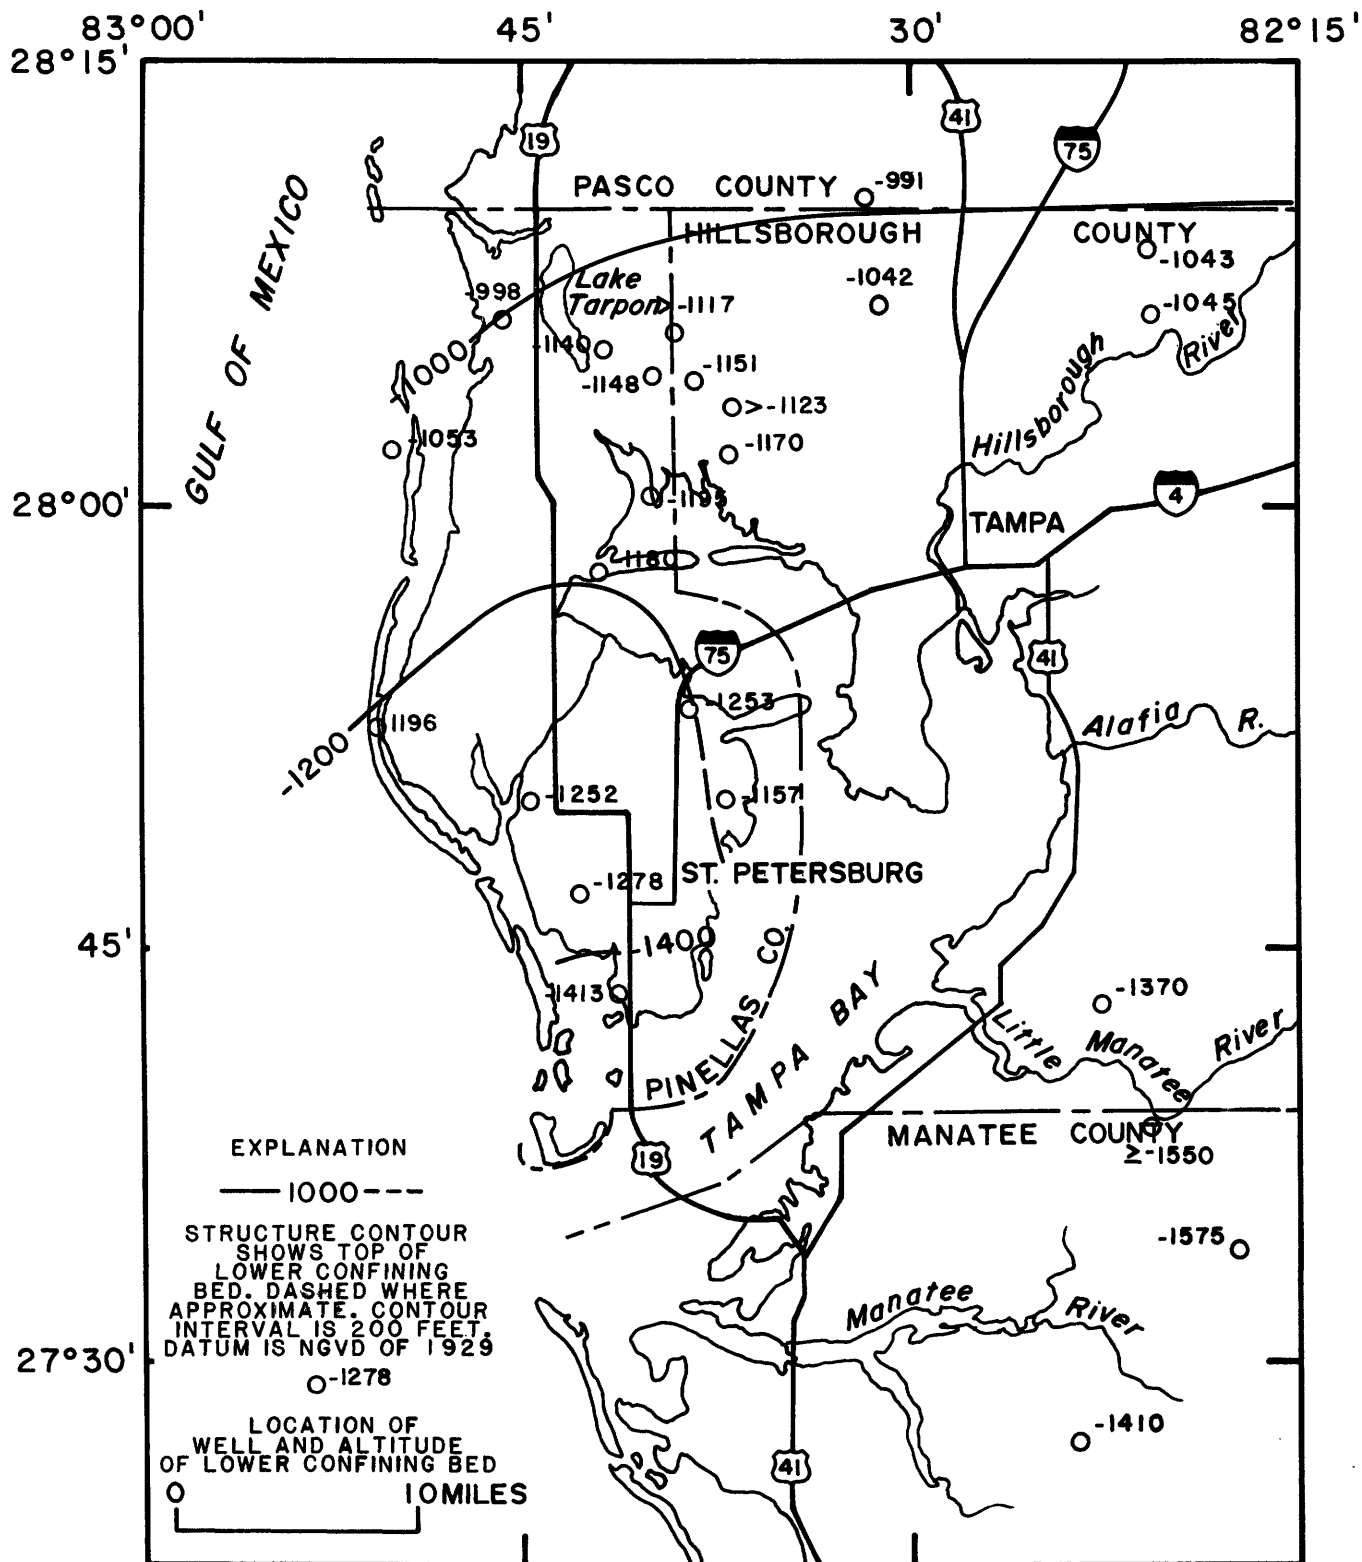 83°00' 45' 30' 82°15'
28°15'
19
41
75
PASCO COUNTY
-991
HILLSBOROUGH COUNTY
GULF OF MEXICO
-1043
Lake
Tarpon
-998
>-1117
-1042
-1045
-1140
Hillsborough River
-1000
-1148
-1151
>-1123
-1053
-1170
28°00'
-1195
4
TAMPA
-1180
75
41
-1253
Alafia R.
-1196
-1200
-1252
-1157
ST. PETERSBURG
-1278
45'
-1400
PINELLAS CO.
TAMPA BAY
-1413
-1370
Little Manatee River
MANATEE COUNTY
≥-1550
19
EXPLANATION
1000
STRUCTURE CONTOUR
SHOWS TOP OF
LOWER CONFINING
BED. DASHED WHERE
APPROXIMATE. CONTOUR
INTERVAL IS 200 FEET.
DATUM IS NGVD OF 1929
-1575
Manatee River
27°30'
-1278
LOCATION OF
WELL AND ALTITUDE
OF LOWER CONFINING BED
-1410
41
0 10 MILES